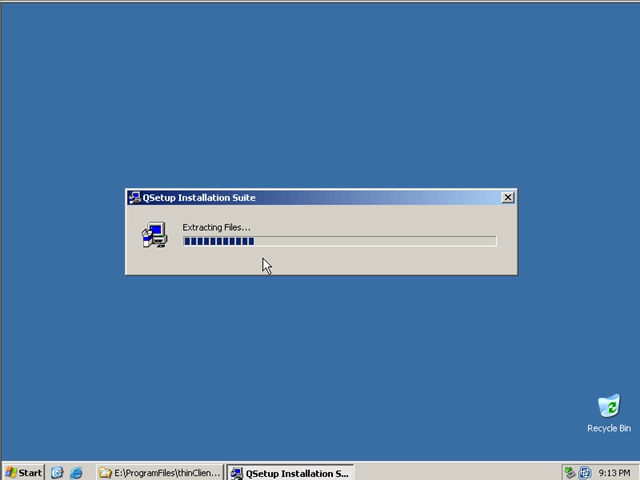 QSetup Installation Suite
Extracting Files...
Recycle Bin
Start
E:\ProgramFiles\thinClien...
QSetup Installation S...
9:13 PM